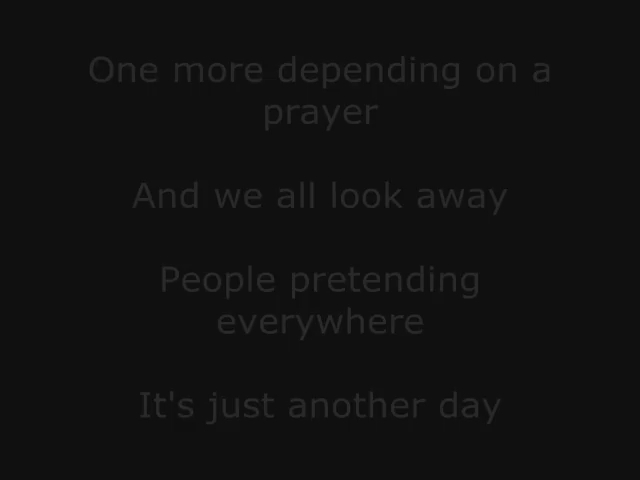 One more depending on a
prayer
And we all look away
People pretending
everywhere
It's just another day